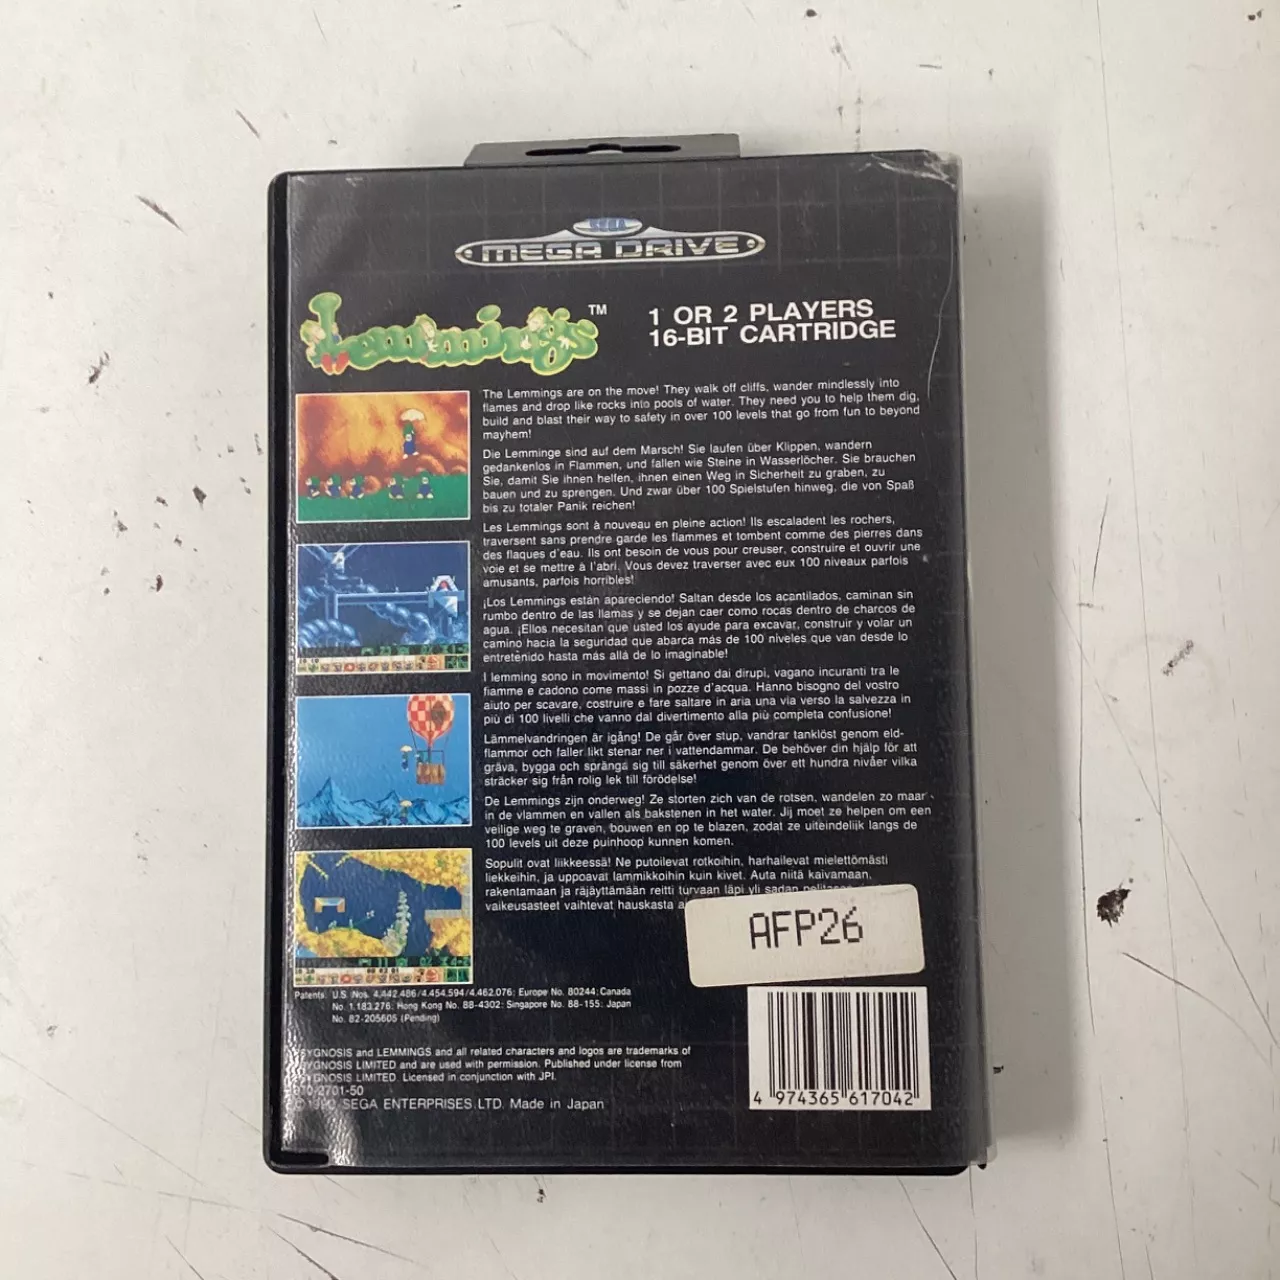 SEGA
MEGA DRIVE
Lemmings™
1 OR 2 PLAYERS
16-BIT CARTRIDGE
The Lemmings are on the move! They walk off cliffs, wander mindlessly into
flames and drop like rocks into pools of water. They need you to help them dig,
build and blast their way to safety in over 100 levels that go from fun to beyond
mayhem!
Die Lemminge sind auf dem Marsch! Sie laufen über Klippen, wandern
gedankenlos in Flammen, und fallen wie Steine in Wasserlöcher. Sie brauchen
Sie, damit Sie ihnen helfen, ihnen einen Weg in Sicherheit zu graben, zu
bauen und zu sprengen. Und zwar über 100 Spielstufen hinweg, die von Spaß
bis zu totaler Panik reichen!
Les Lemmings sont à nouveau en pleine action! Ils escaladent les rochers,
traversent sans prendre garde les flammes et tombent comme des pierres dans
des flaques d'eau. Ils ont besoin de vous pour creuser, construire et ouvrir une
voie et se mettre à l'abri. Vous devez traverser avec eux 100 niveaux parfois
amusants, parfois horribles!
¡Los Lemmings están apareciendo! Saltan desde los acantilados, caminan sin
rumbo dentro de las llamas y se dejan caer como rocas dentro de charcos de
agua. ¡Ellos necesitan que usted los ayude para excavar, construir y volar un
camino hacia la seguridad que abarca más de 100 niveles que van desde lo
entretenido hasta más allá de lo imaginable!
I lemming sono in movimento! Si gettano dai dirupi, vagano incuranti tra le
fiamme e cadono come massi in pozze d'acqua. Hanno bisogno del vostro
aiuto per scavare, costruire e fare saltare in aria una via verso la salvezza in
più di 100 livelli che vanno dal divertimento alla più completa confusione!
Lämmelvandringen är igång! De går över stup, vandrar tanklöst genom eld-
flammor och faller likt stenar ner i vattendammar. De behöver din hjälp för att
gräva, bygga och spränga sig till säkerhet genom över ett hundra nivåer vilka
sträcker sig från rolig lek till förödelse!
De Lemmings zijn onderweg! Ze storten zich van de rotsen, wandelen zo maar
in de vlammen en vallen als bakstenen in het water. Jij moet ze helpen om een
veilige weg te graven, bouwen en op te blazen, zodat ze uiteindelijk langs de
100 levels uit deze puinhoop kunnen komen.
Sopulit ovat liikkeessä! Ne putoilevat rotkoihin, harhailevat mielettömästi
liekkeihin, ja uppoavat lammikkoihin kuin kivet. Auta niitä kaivamaan,
rakentamaan ja räjäyttämään reitti turvaan läpi yli sadan
vaikeusasteet vaihtevat hauskasta
AFP26
Patents: U.S. Nos. 4,442,486/4,454,594/4,462,076; Europe No. 80244; Canada
No. 1,183,276; Hong Kong No. 88-4302; Singapore No. 88-155; Japan
No. 82-205605 (Pending)
PSYGNOSIS and LEMMINGS and all related characters and logos are trademarks of
PSYGNOSIS LIMITED and are used with permission. Published under license from
PSYGNOSIS LIMITED. Licensed in conjunction with JPI.
670-2701-50
SEGA ENTERPRISES LTD. Made in Japan
4 974365 617042